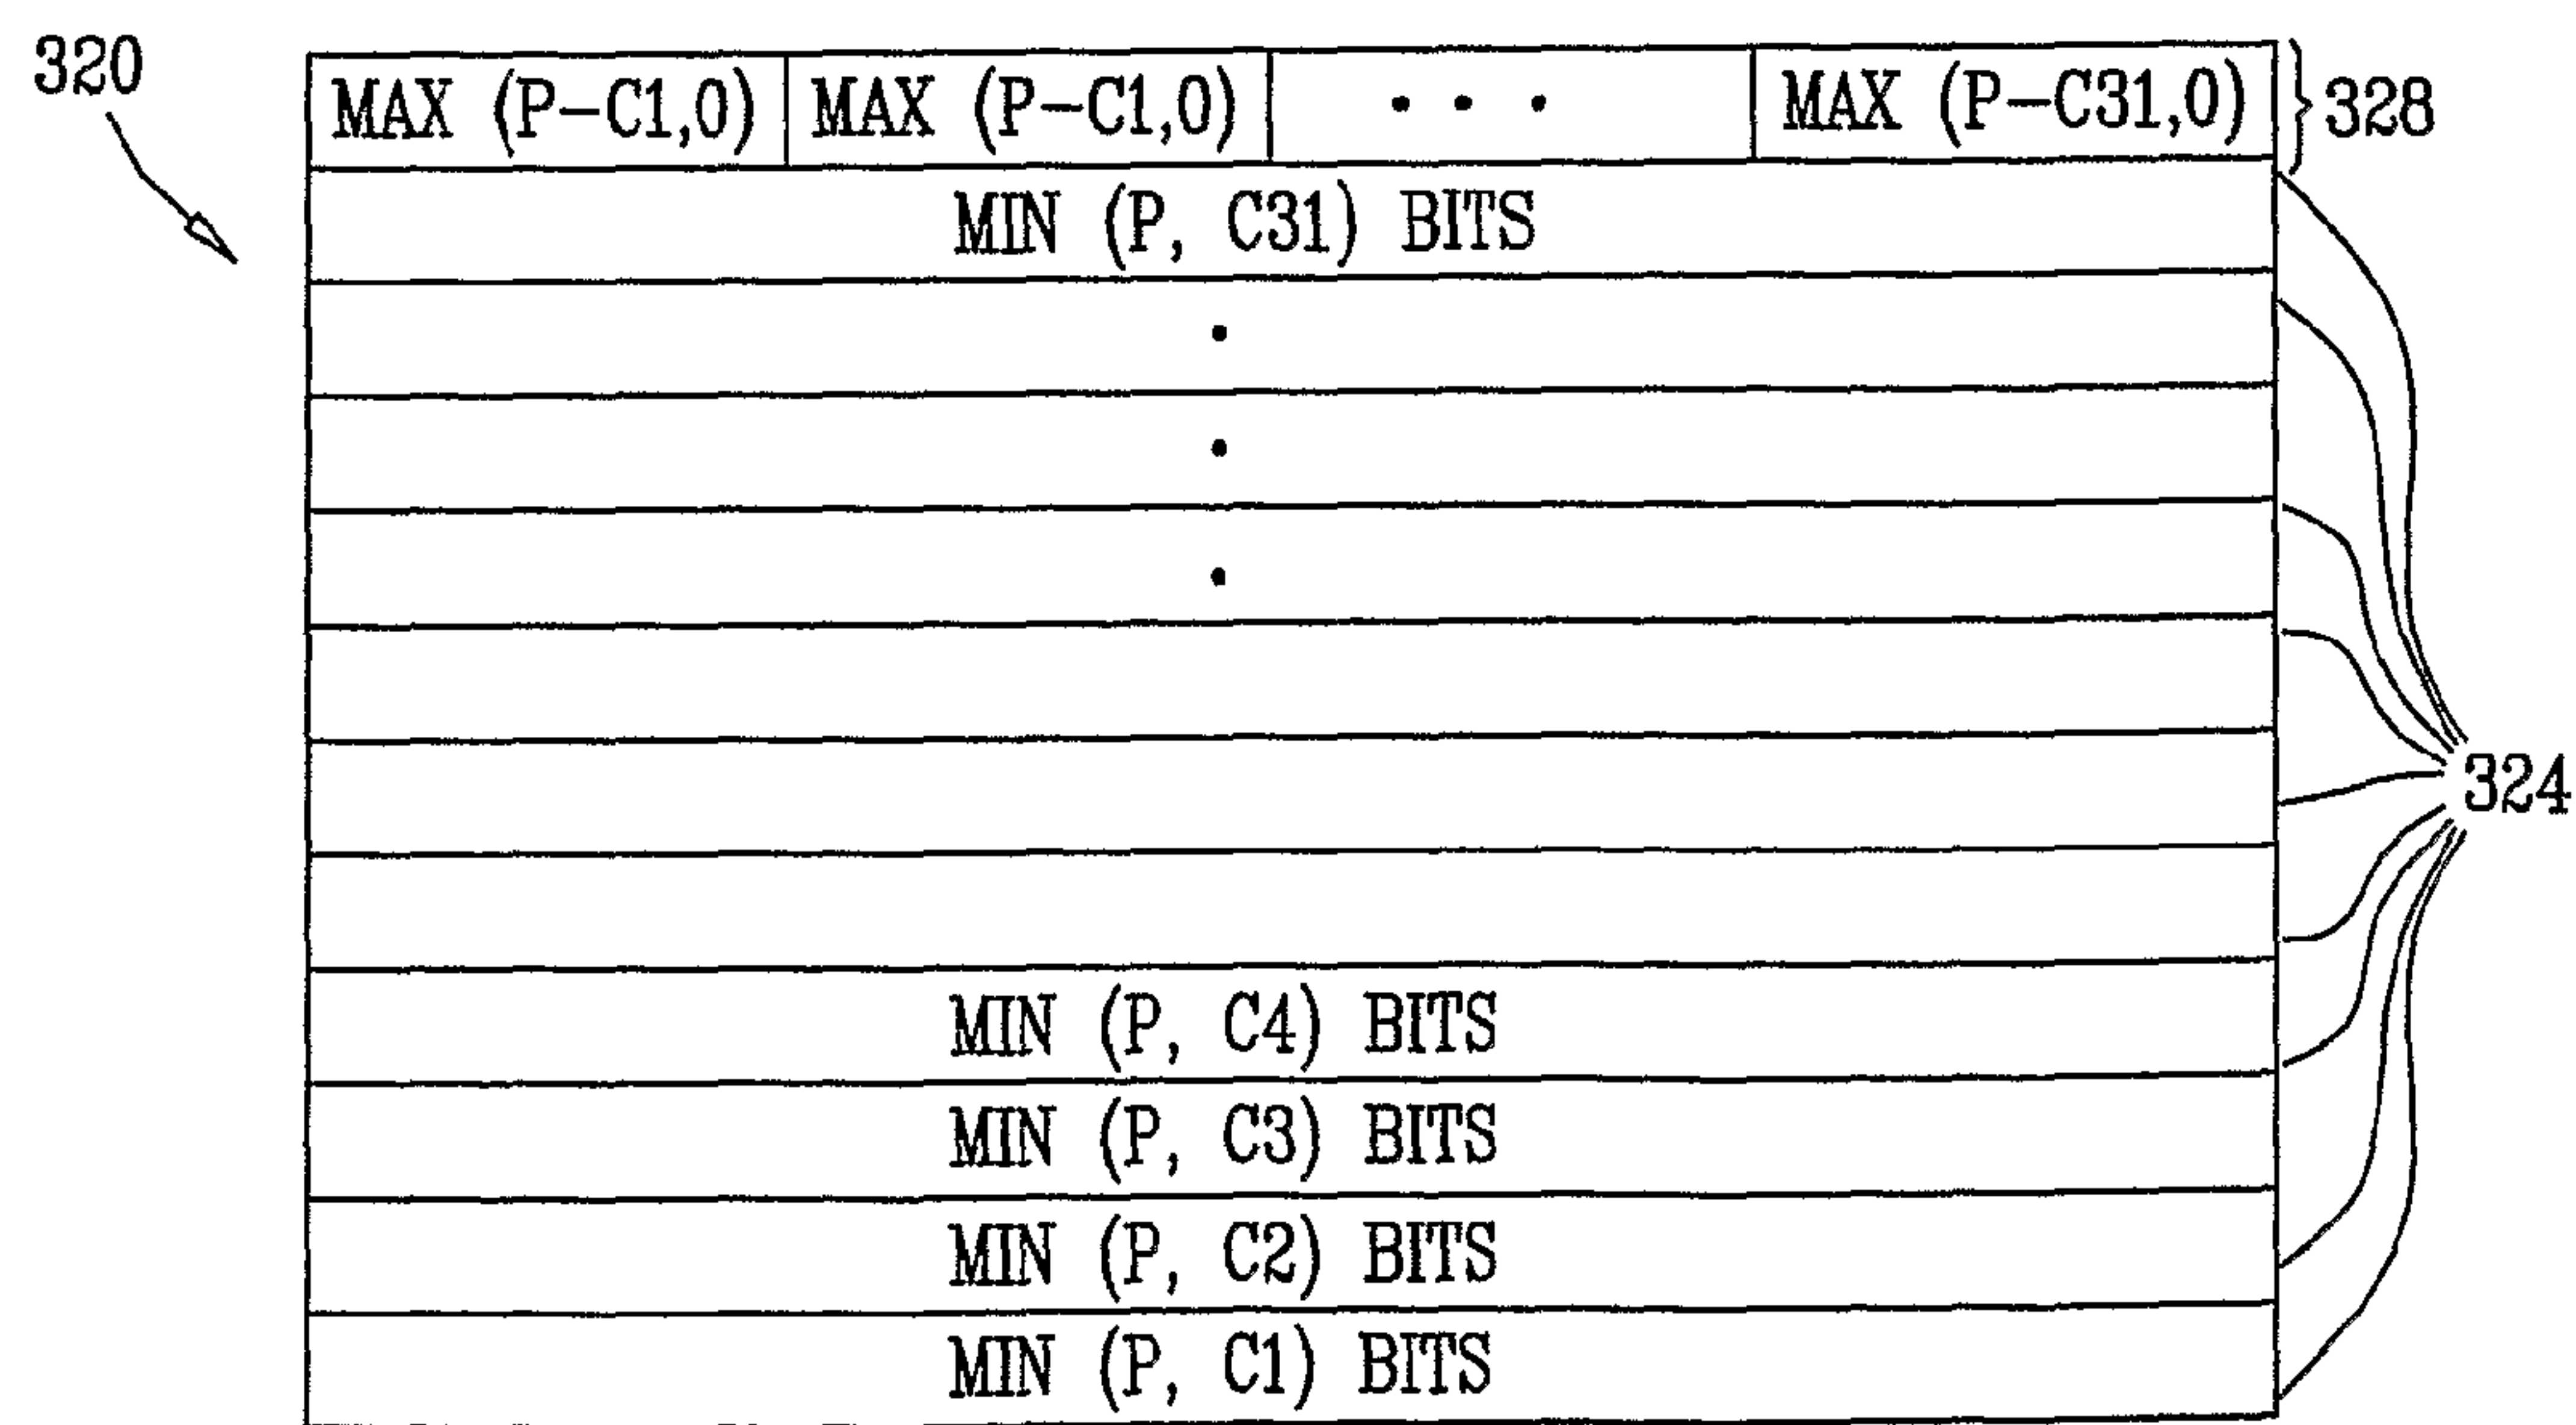 320
MAX (P-C1,0) MAX (P-C1,0) • • • MAX (P-C31,0) 328
MIN (P, C31) BITS
•
•
•
324
MIN (P, C4) BITS
MIN (P, C3) BITS
MIN (P, C2) BITS
MIN (P, C1) BITS